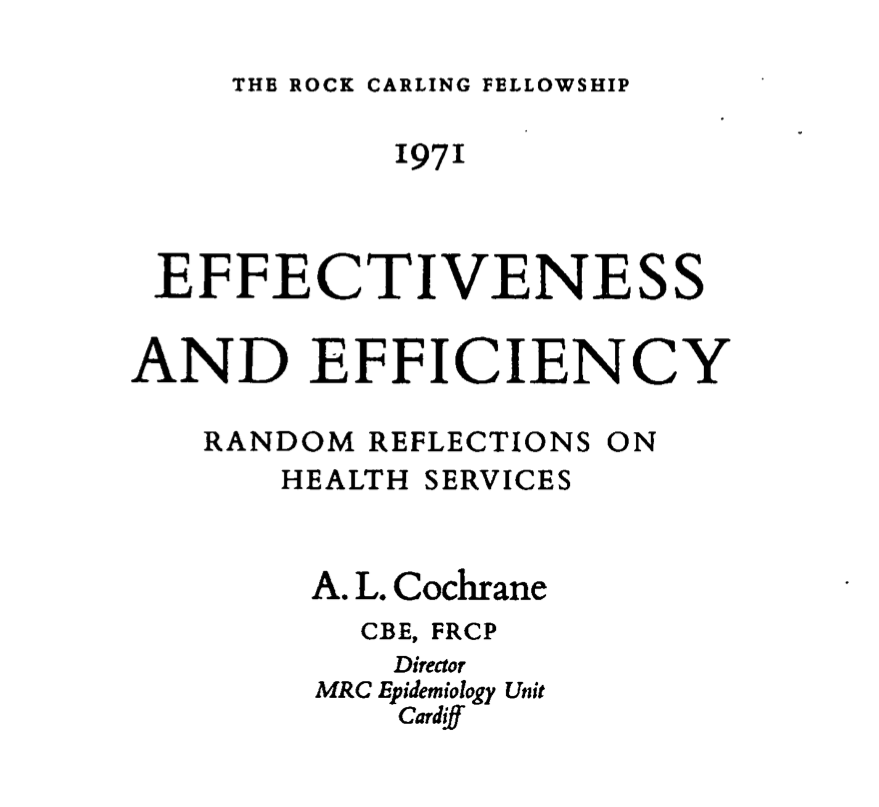 THE ROCK CARLING FELLOWSHIP
1971
EFFECTIVENESS
AND EFFICIENCY
RANDOM REFLECTIONS ON
HEALTH SERVICES
A. L. Cochrane
CBE, FRCP
Director
MRC Epidemiology Unit
Cardiff